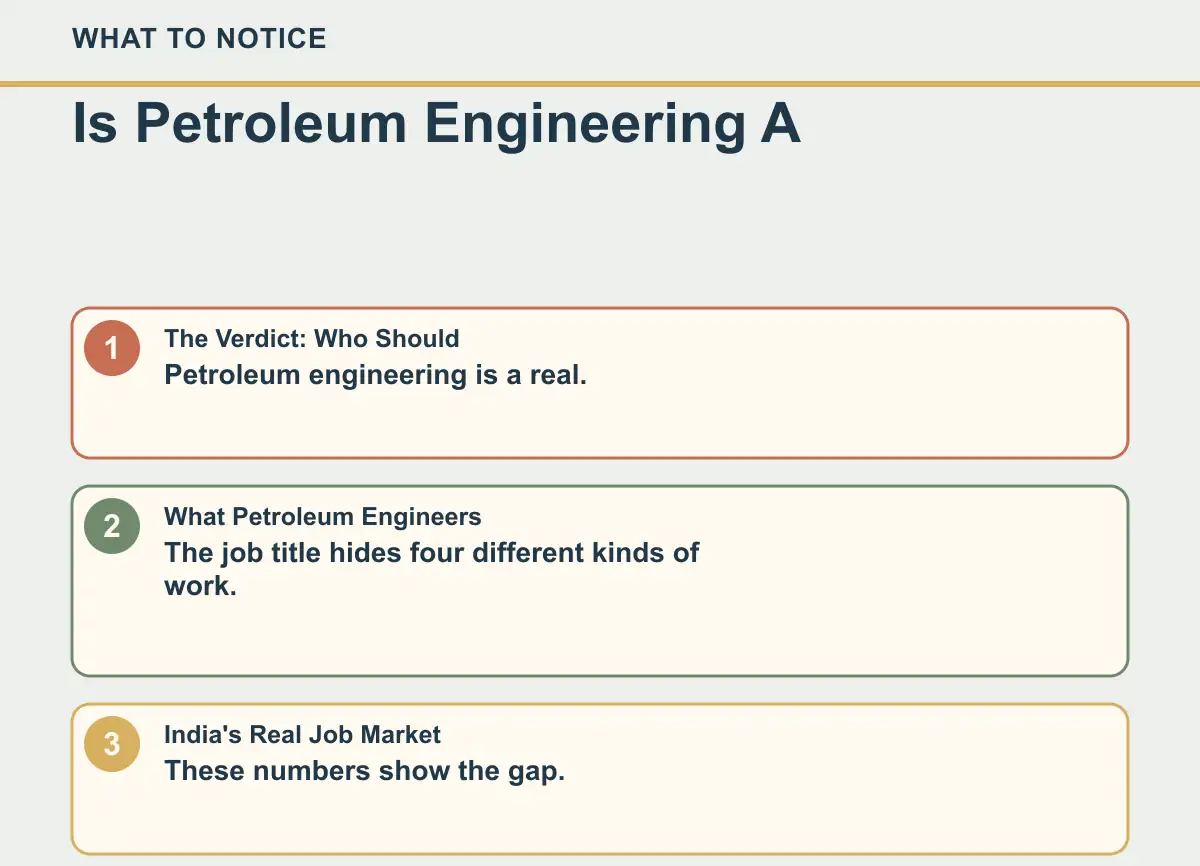 WHAT TO NOTICE
Is Petroleum Engineering A
1
The Verdict: Who Should
Petroleum engineering is a real.
2
What Petroleum Engineers
The job title hides four different kinds of
work.
3
India's Real Job Market
These numbers show the gap.